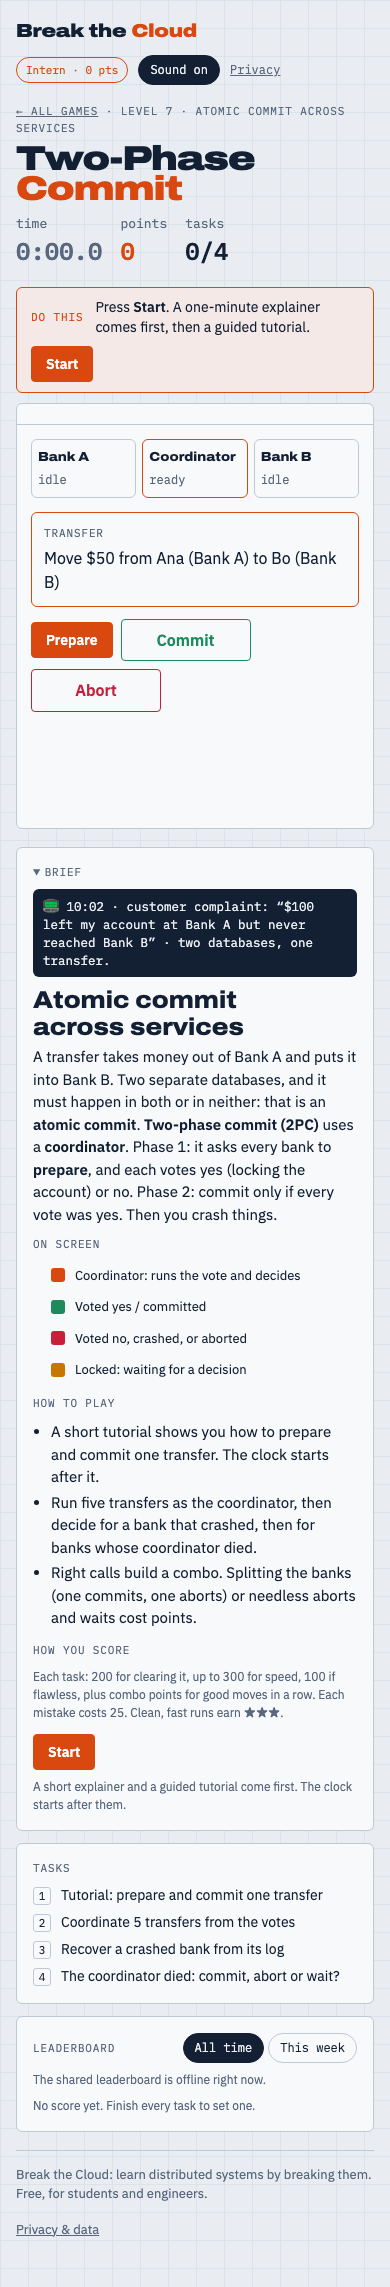 Break the Cloud
Intern · 0 pts
Sound on
Privacy
← ALL GAMES · LEVEL 7 · ATOMIC COMMIT ACROSS
SERVICES
Two-Phase
Commit
time points tasks
0:00.0 0 0/4
DO THIS
Press Start. A one-minute explainer
comes first, then a guided tutorial.
Start
Bank A
idle
Coordinator
ready
Bank B
idle
TRANSFER
Move $50 from Ana (Bank A) to Bo (Bank
B)
Prepare
Commit
Abort
▼ BRIEF
10:02 · customer complaint: “$100
left my account at Bank A but never
reached Bank B” · two databases, one
transfer.
Atomic commit
across services
A transfer takes money out of Bank A and puts it
into Bank B. Two separate databases, and it
must happen in both or in neither: that is an
atomic commit. Two-phase commit (2PC) uses
a coordinator. Phase 1: it asks every bank to
prepare, and each votes yes (locking the
account) or no. Phase 2: commit only if every
vote was yes. Then you crash things.
ON SCREEN
Coordinator: runs the vote and decides
Voted yes / committed
Voted no, crashed, or aborted
Locked: waiting for a decision
HOW TO PLAY
• A short tutorial shows you how to prepare
and commit one transfer. The clock starts
after it.
• Run five transfers as the coordinator, then
decide for a bank that crashed, then for
banks whose coordinator died.
• Right calls build a combo. Splitting the banks
(one commits, one aborts) or needless aborts
and waits cost points.
HOW YOU SCORE
Each task: 200 for clearing it, up to 300 for speed, 100 if
flawless, plus combo points for good moves in a row. Each
mistake costs 25. Clean, fast runs earn ★★★.
Start
A short explainer and a guided tutorial come first. The clock
starts after them.
TASKS
1 Tutorial: prepare and commit one transfer
2 Coordinate 5 transfers from the votes
3 Recover a crashed bank from its log
4 The coordinator died: commit, abort or wait?
LEADERBOARD
All time
This week
The shared leaderboard is offline right now.
No score yet. Finish every task to set one.
Break the Cloud: learn distributed systems by breaking them.
Free, for students and engineers.
Privacy & data